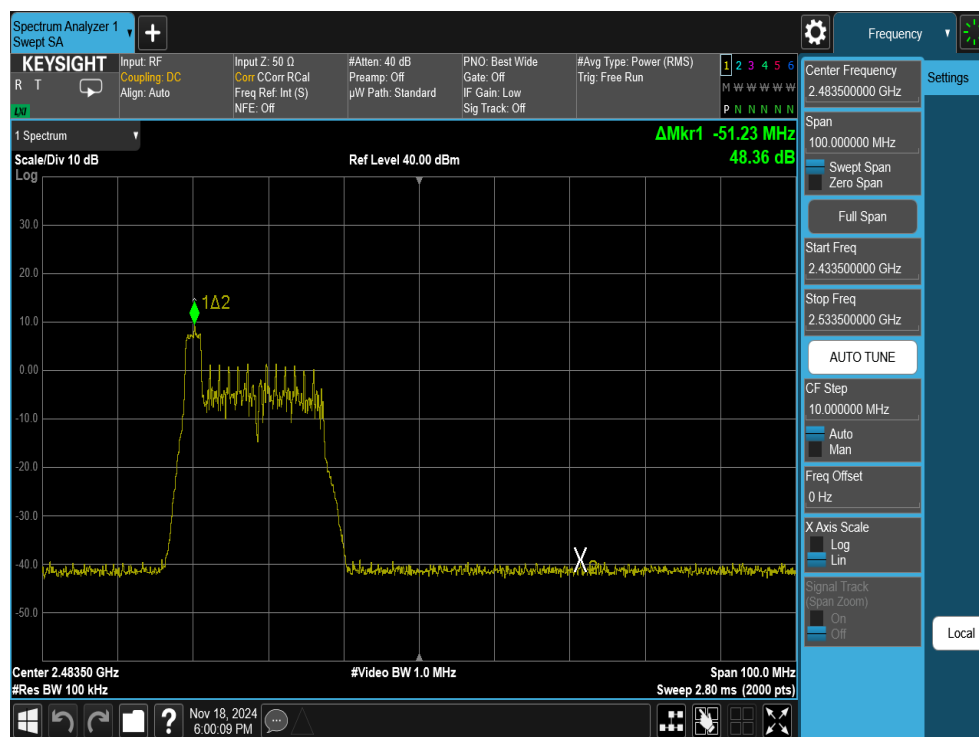 Spectrum Analyzer 1
Swept SA
+
Frequency
KEYSIGHT
R T
LNI
Input: RF
Coupling: DC
Align: Auto
Input Z: 50 Ω
Corr CCorr RCal
Freq Ref: Int (S)
NFE: Off
#Atten: 40 dB
Preamp: Off
µW Path: Standard
PNO: Best Wide
Gate: Off
IF Gain: Low
Sig Track: Off
#Avg Type: Power (RMS)
Trig: Free Run
1 2 3 4 5 6
M W W W W W
P N N N N N
1 Spectrum
ΔMkr1 -51.23 MHz
48.36 dB
Scale/Div 10 dB
Ref Level 40.00 dBm
Log
30.0
20.0
10.0
0.00
-10.0
-20.0
-30.0
-40.0
-50.0
1Δ2
X2
Center 2.48350 GHz
#Video BW 1.0 MHz
Span 100.0 MHz
#Res BW 100 kHz
Sweep 2.80 ms (2000 pts)
Nov 18, 2024
6:00:09 PM
?
Center Frequency
2.483500000 GHz
Span
100.000000 MHz
Swept Span
Zero Span
Full Span
Start Freq
2.433500000 GHz
Stop Freq
2.533500000 GHz
AUTO TUNE
CF Step
10.000000 MHz
Auto
Man
Freq Offset
0 Hz
X Axis Scale
Log
Lin
Signal Track
(Span Zoom)
On
Off
Settings
Local